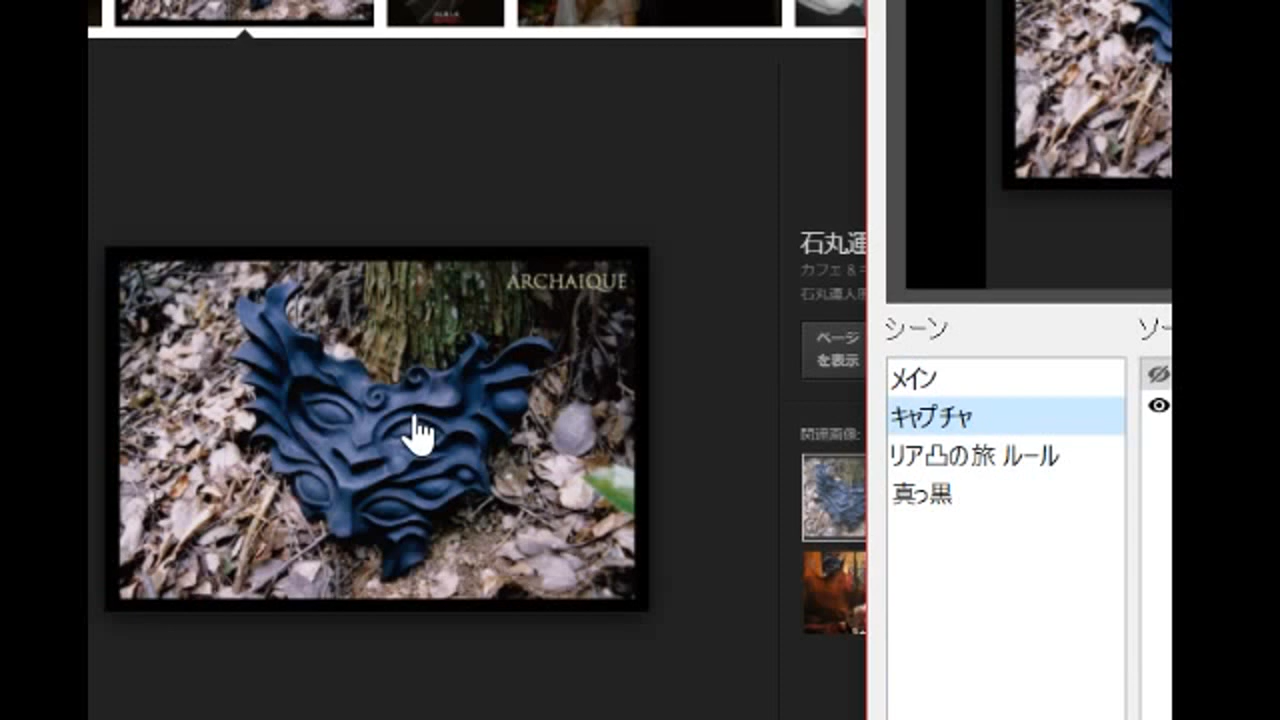 ARCHAIQUE
石丸運
カフェ &
石丸運人
ページ
を表示
関連画像:
シーン
ソー
メイン
キャプチャ
リア凸の旅 ルール
真っ黒